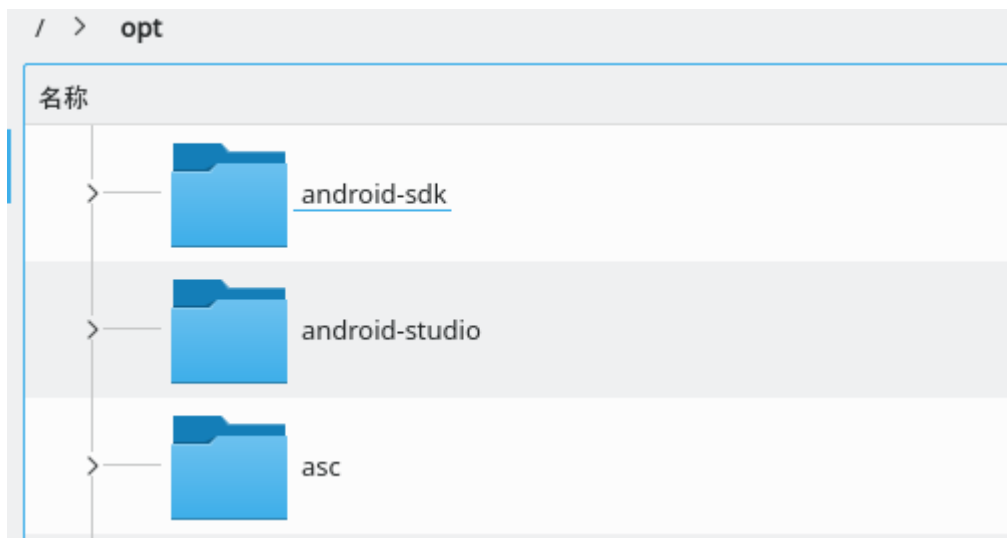 / > opt
名称
android-sdk
android-studio
asc